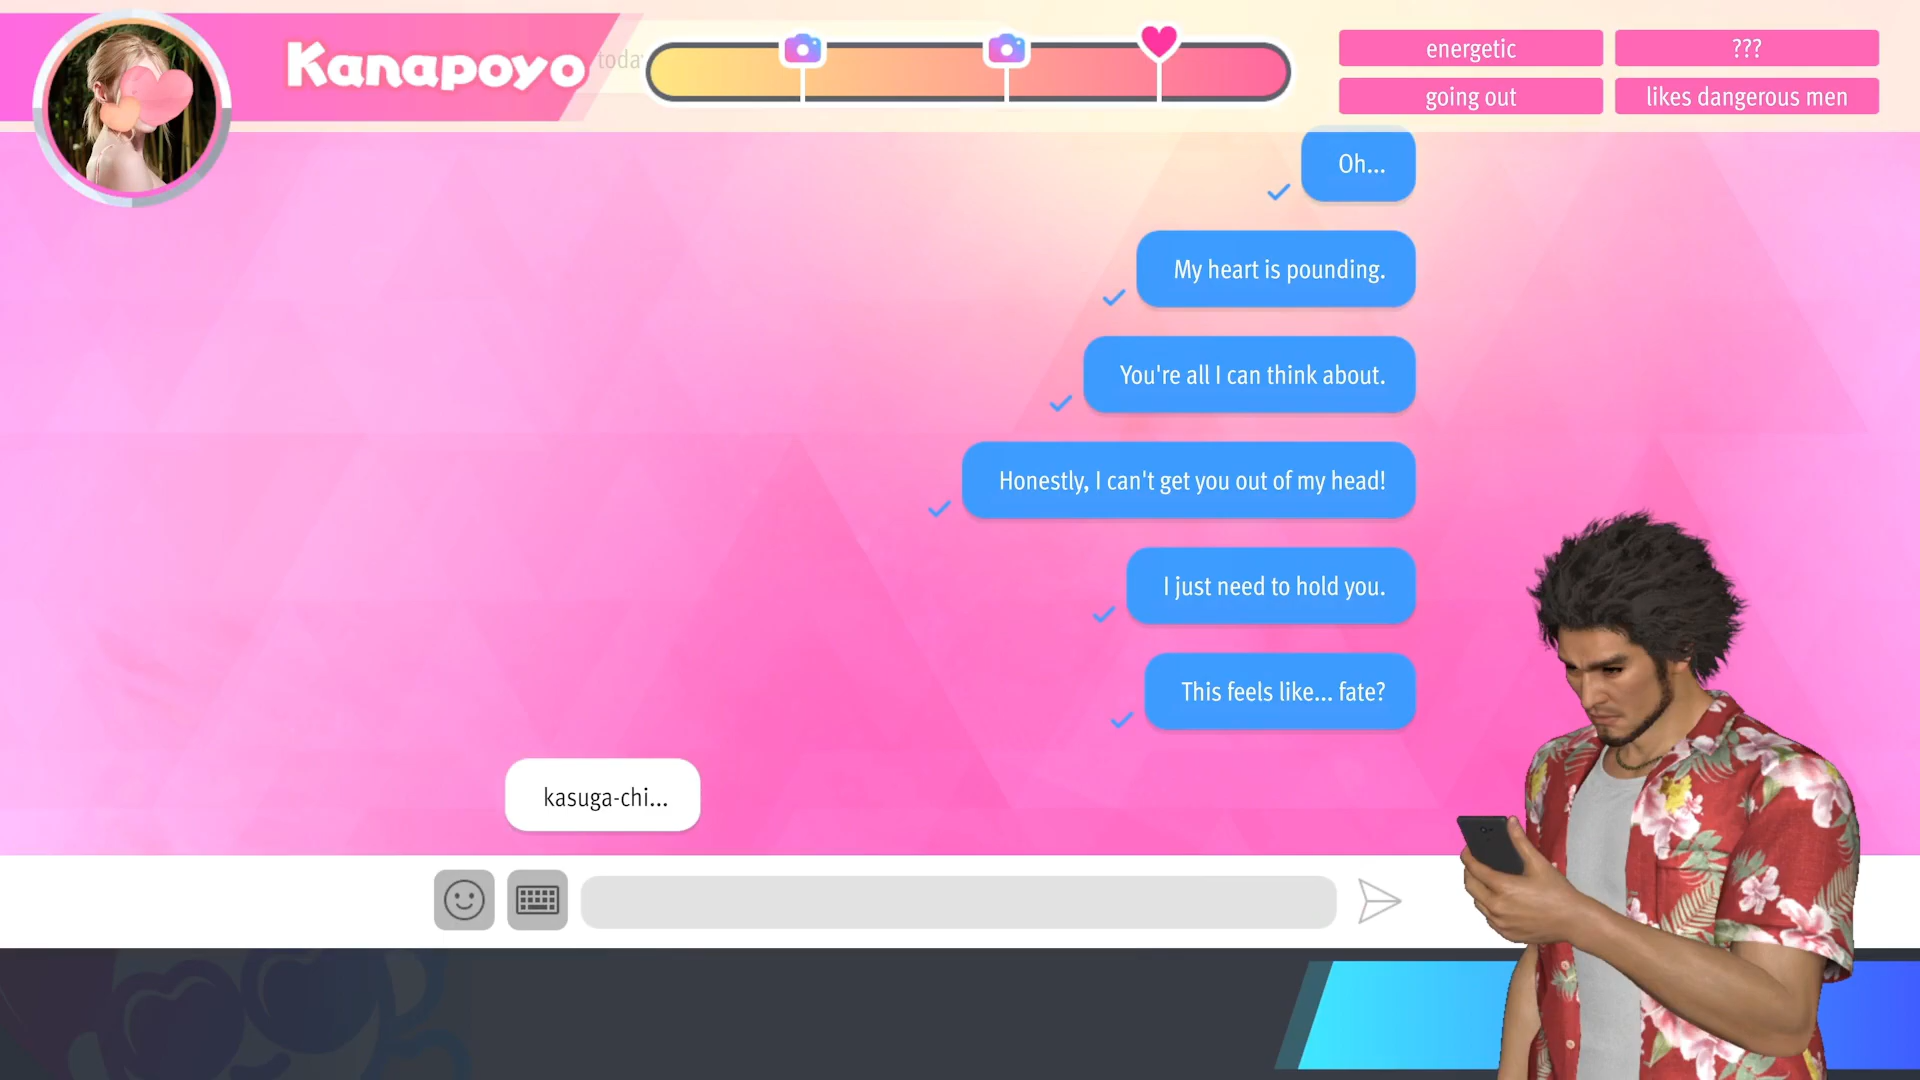 Kanapoyo
energetic
???
going out
likes dangerous men
Oh...
My heart is pounding.
You're all I can think about.
Honestly, I can't get you out of my head!
I just need to hold you.
This feels like... fate?
kasuga-chi...